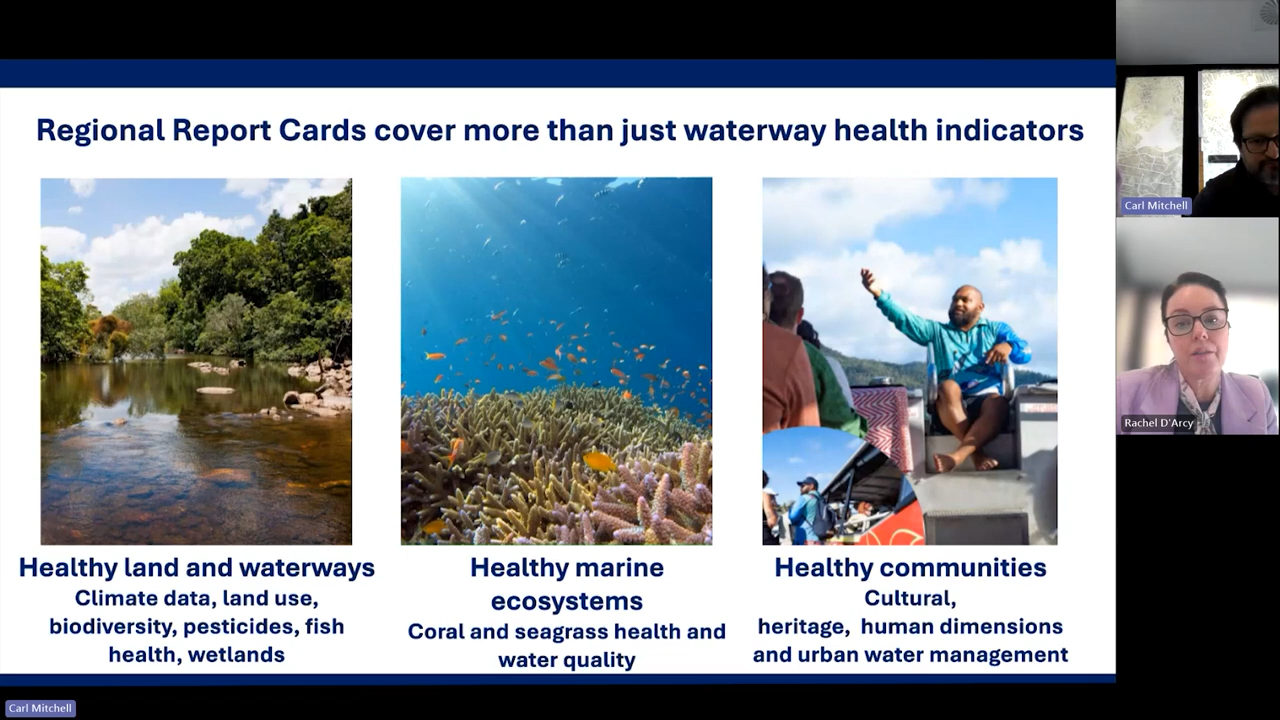 Regional Report Cards cover more than just waterway health indicators
Healthy land and waterways
Climate data, land use,
biodiversity, pesticides, fish
health, wetlands
Healthy marine
ecosystems
Coral and seagrass health and
water quality
Healthy communities
Cultural,
heritage, human dimensions
and urban water management
Carl Mitchell
Rachel D'Arcy
Carl Mitchell